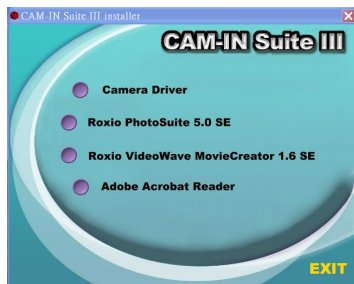 CAM-IN Suite III installer
CAM-IN Suite III
Camera Driver
Roxio PhotoSuite 5.0 SE
Roxio VideoWave MovieCreator 1.6 SE
Adobe Acrobat Reader
EXIT